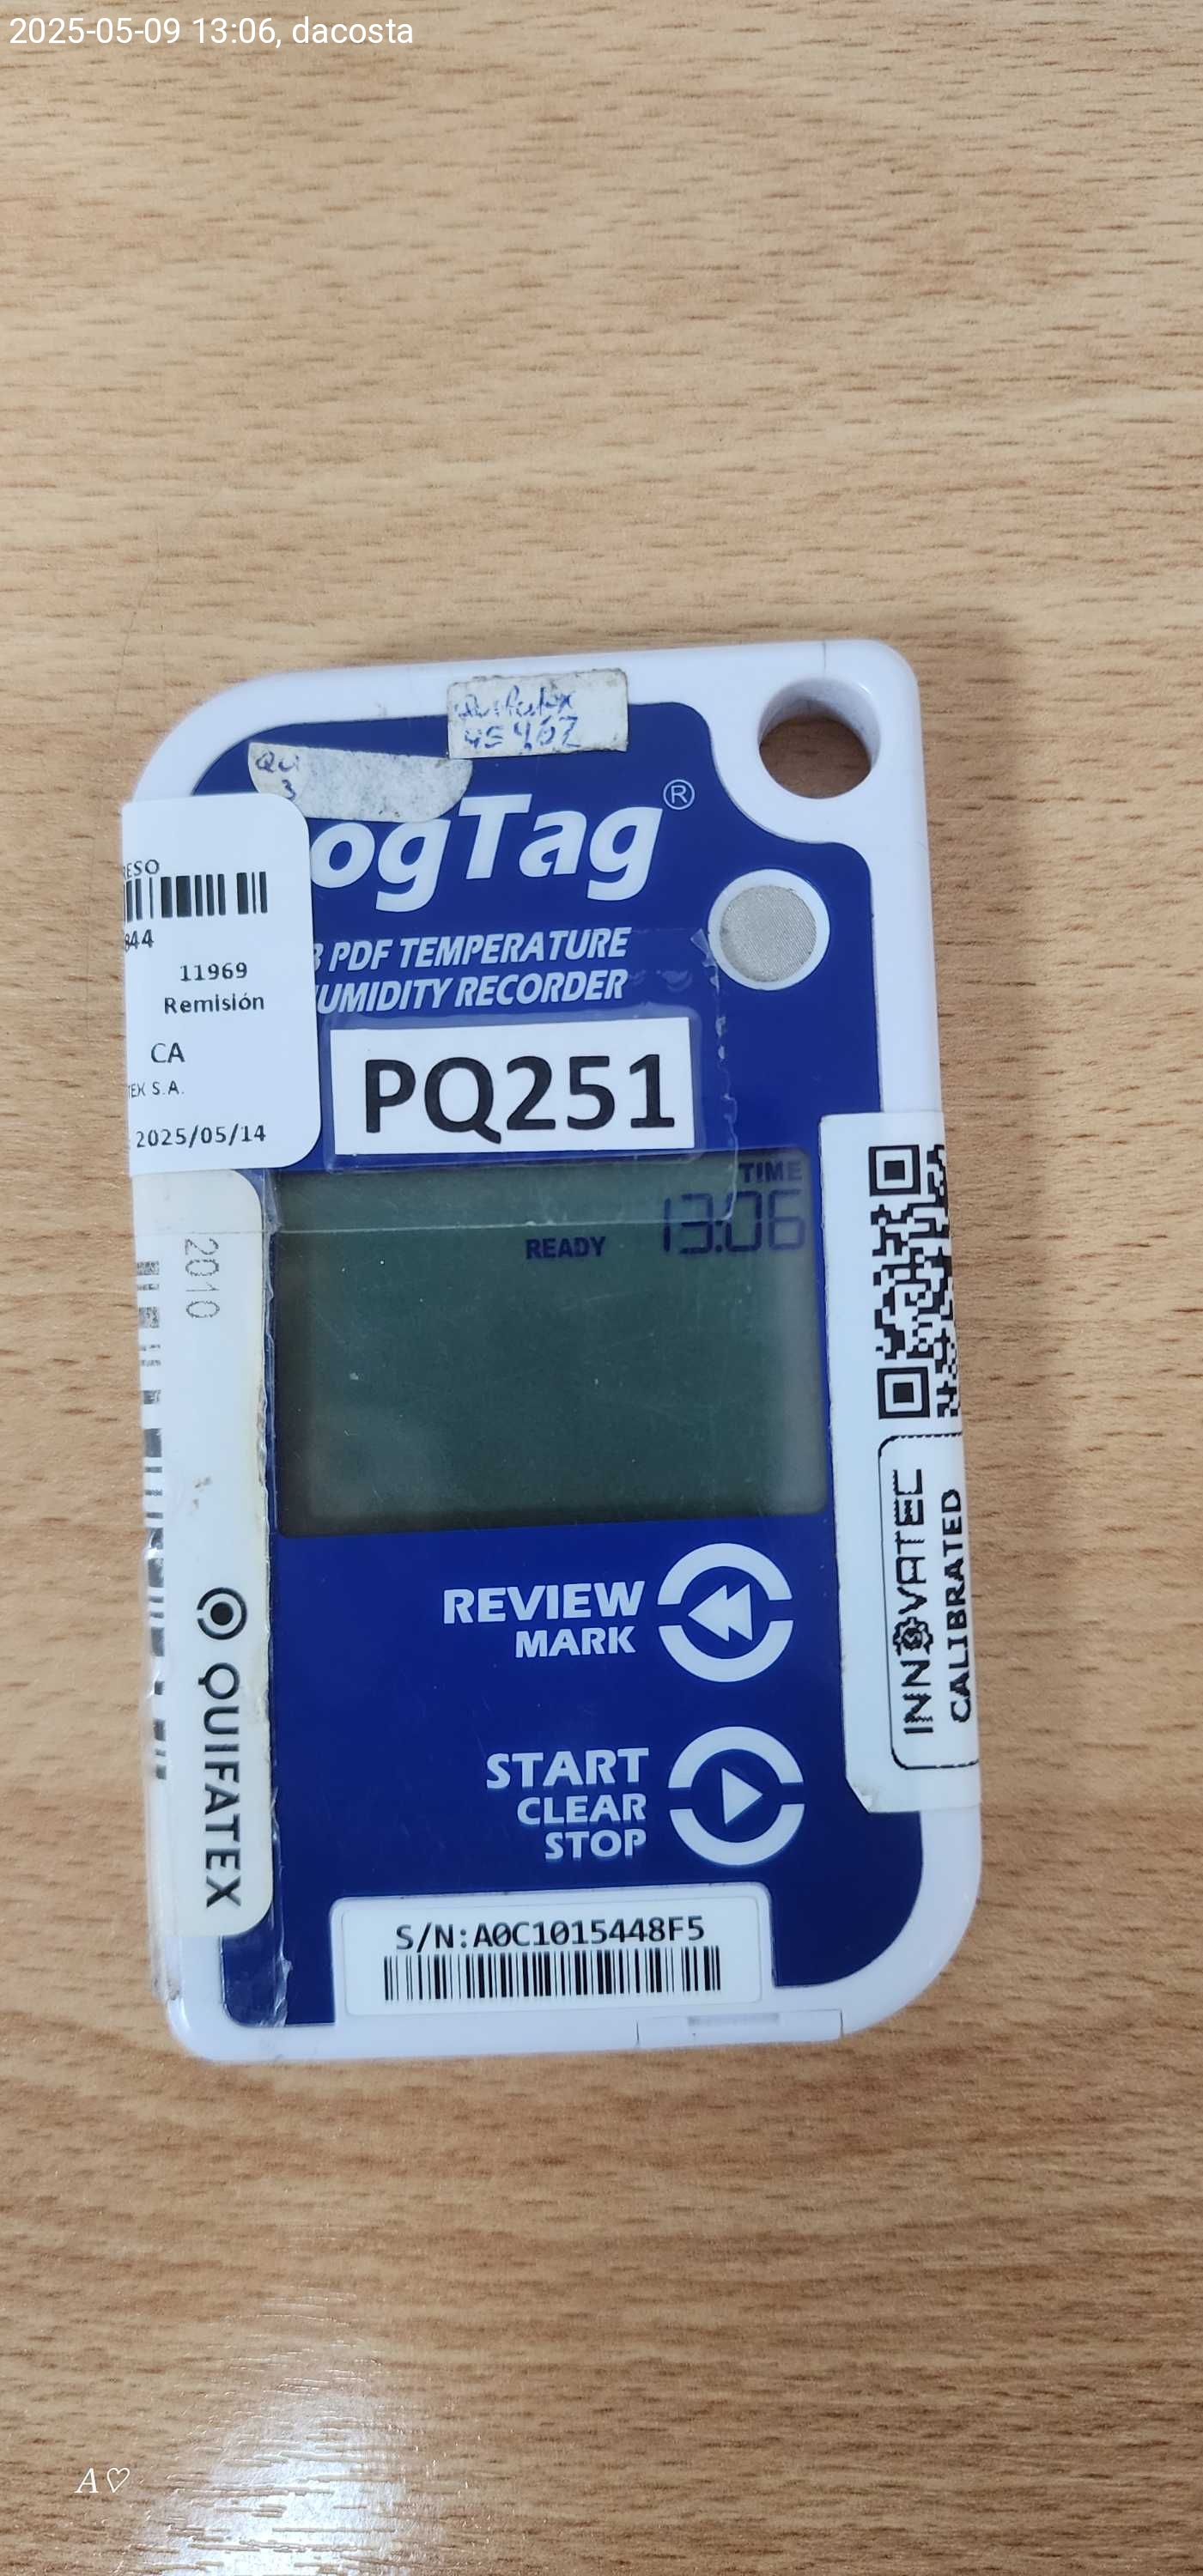 2025-05-09 13:06, dacosta
45462
ogTag®
PDF TEMPERATURE
UMIDITY RECORDER
ESO
844
11969
Remisión
CA
TEX S.A.
2025/05/14
PQ251
TIME
13:06
READY
2010
QUIFATEX
INNOVATEC
CALIBRATED
REVIEW
MARK
START
CLEAR
STOP
S/N:A0C1015448F5
A♡